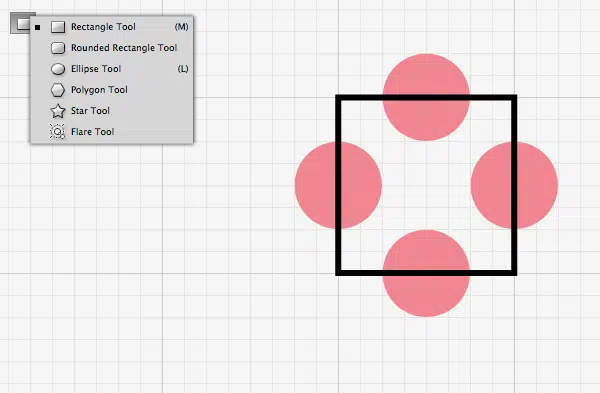 Rectangle Tool (M)
Rounded Rectangle Tool
Ellipse Tool (L)
Polygon Tool
Star Tool
Flare Tool